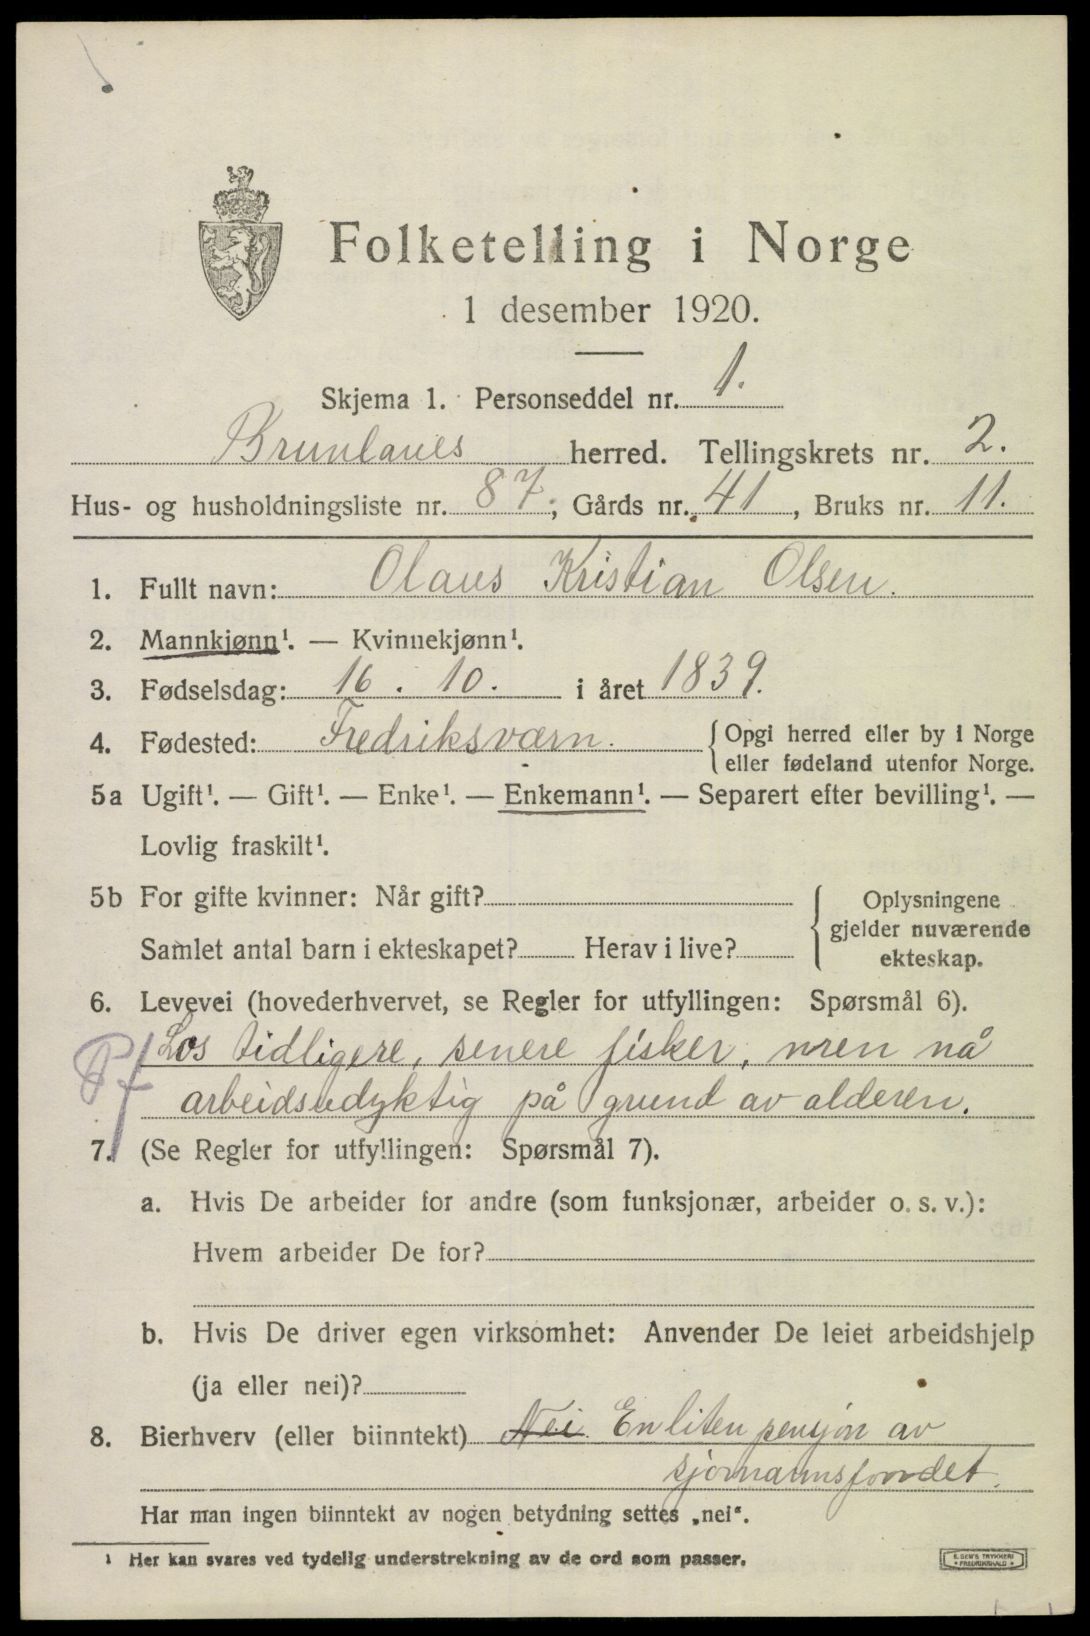 Folketelling i Norge
1 desember 1920.
Skjema 1. Personseddel nr. 1.
Brunlanes herred. Tellingskrets nr. 2.
Hus- og husholdningsliste nr. 87; Gårds nr. 41, Bruks nr. 11.
1. Fullt navn: Olaus Kristian Olsen.
2. Mannkjønn¹. — Kvinnekjønn¹.
3. Fødselsdag: 16. 10. i året 1839.
4. Fødested: Fredriksværn. {Opgi herred eller by i Norge
eller fødeland utenfor Norge.
5a Ugift¹. — Gift¹. — Enke¹. — Enkemann¹. — Separert efter bevilling¹. —
Lovlig fraskilt¹.
5b For gifte kvinner: Når gift?
Samlet antal barn i ekteskapet? Herav i live?
{Oplysningene
gjelder nuværende
ekteskap.
6. Levevei (hovederhvervet, se Regler for utfyllingen: Spørsmål 6).
Los tidligere, senere fisker, men nå
arbeidsudyktig på grund av alderen.
7. (Se Regler for utfyllingen: Spørsmål 7).
a. Hvis De arbeider for andre (som funksjonær, arbeider o. s. v.):
Hvem arbeider De for?
b. Hvis De driver egen virksomhet: Anvender De leiet arbeidshjelp
(ja eller nei)?
8. Bierhverv (eller biinntekt) Nei. En liten pensjon av
sjømannsfondet.
Har man ingen biinntekt av nogen betydning settes „nei“.
¹ Her kan svares ved tydelig understrekning av de ord som passer.
E. SEM'S TRYKKERI
• FREDRIKSHALD •